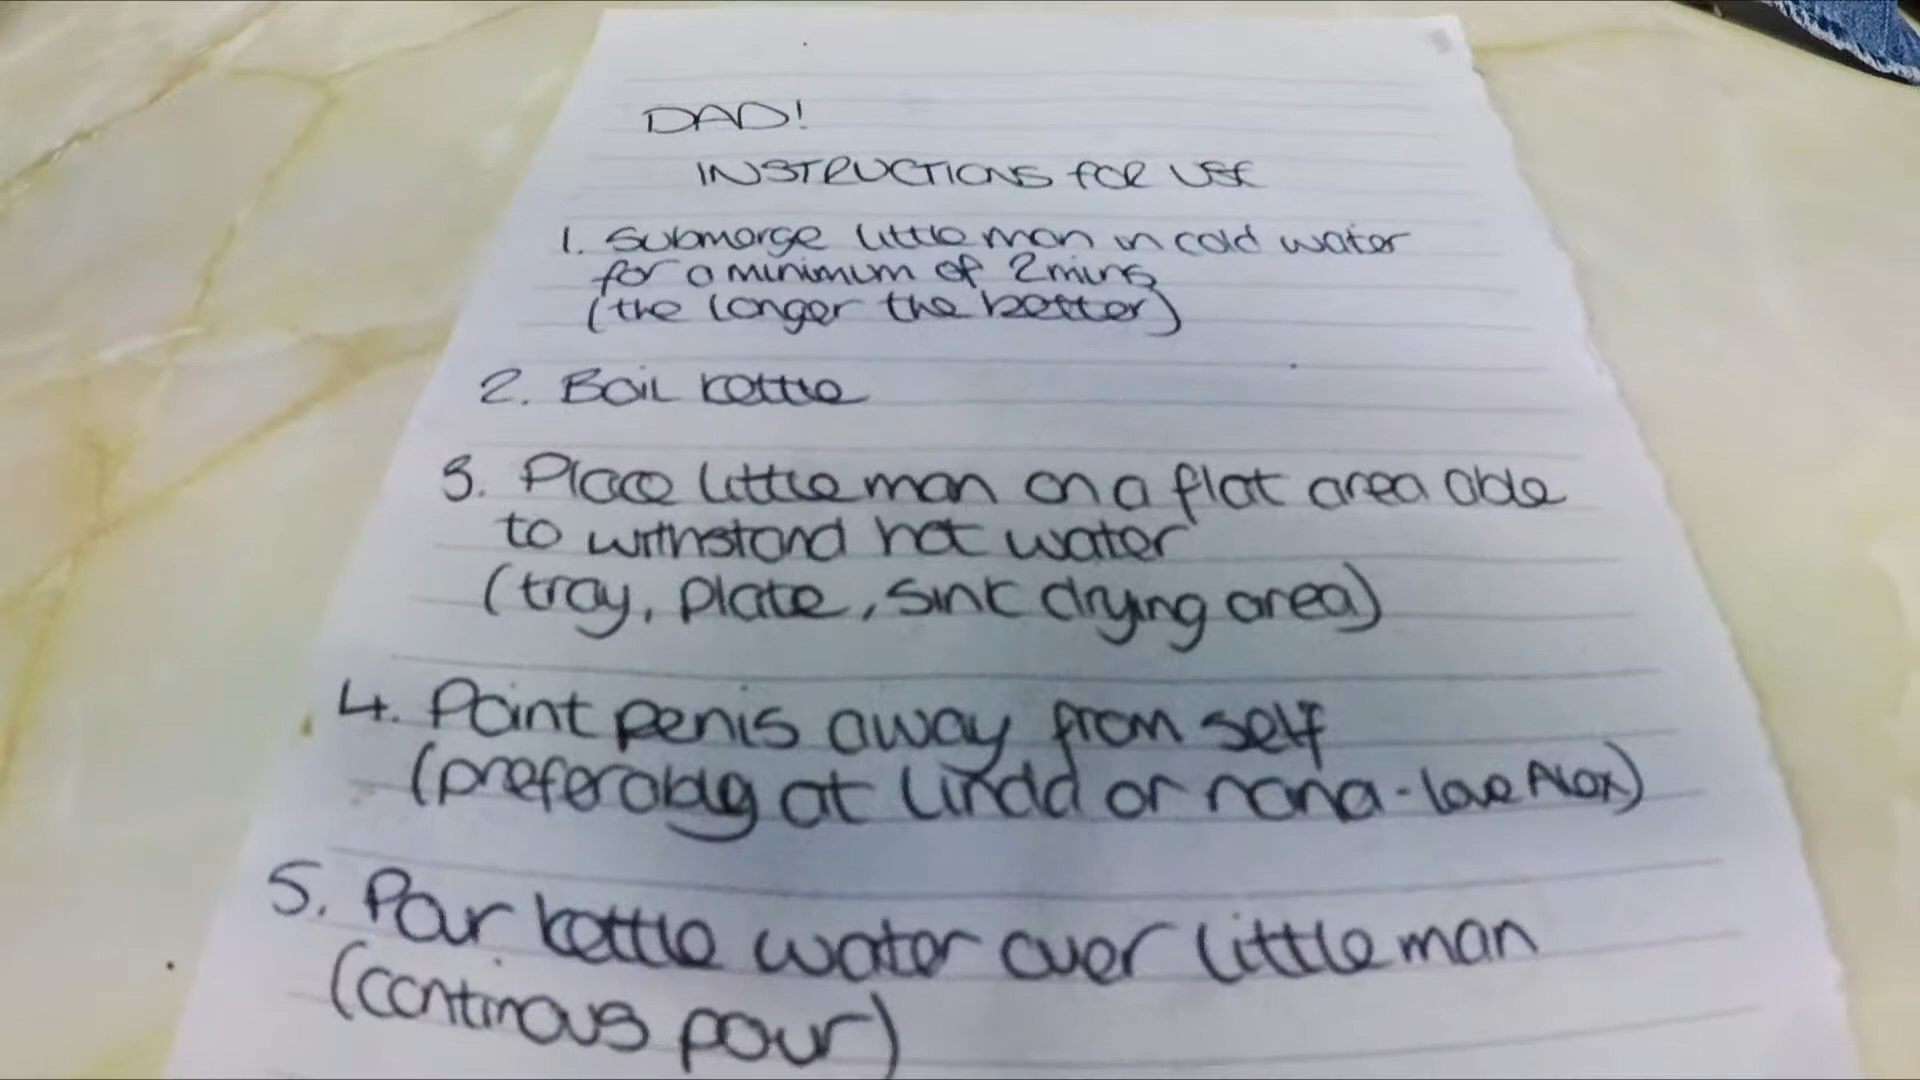 DAD!
INSTRUCTIONS FOR USE
1. Submerge little man in cold water
for a minimum of 2mins
(the longer the better)
2. Boil kettle
3. Place little man on a flat area able
to withstand hot water
(tray, plate, sink drying area)
4. Point penis away from self
(preferably at Linda or nana - love Alex)
5. Pour kettle water over little man
(continous pour)